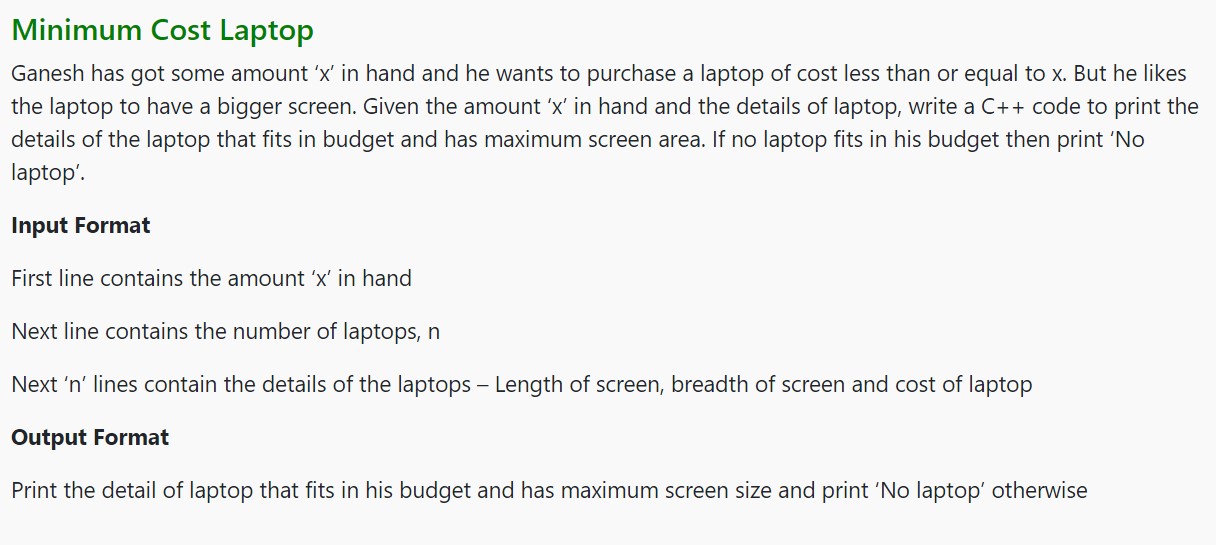 Minimum Cost Laptop
Ganesh has got some amount ‘x’ in hand and he wants to purchase a laptop of cost less than or equal to x. But he likes
the laptop to have a bigger screen. Given the amount ‘x’ in hand and the details of laptop, write a C++ code to print the
details of the laptop that fits in budget and has maximum screen area. If no laptop fits in his budget then print ‘No
laptop’.
Input Format
First line contains the amount ‘x’ in hand
Next line contains the number of laptops, n
Next ‘n’ lines contain the details of the laptops – Length of screen, breadth of screen and cost of laptop
Output Format
Print the detail of laptop that fits in his budget and has maximum screen size and print ‘No laptop’ otherwise